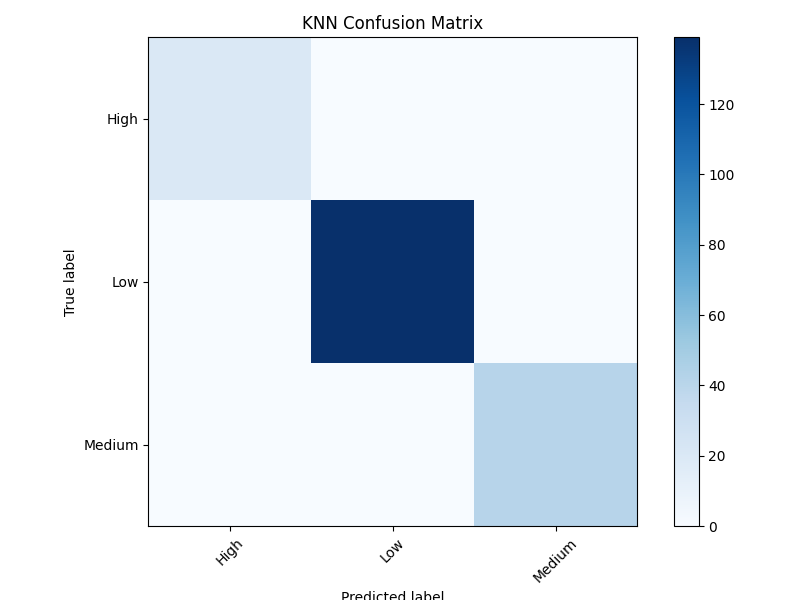 KNN Confusion Matrix
High
Low
Medium
True label
High
Low
Medium
Predicted label
120
100
80
60
40
20
0